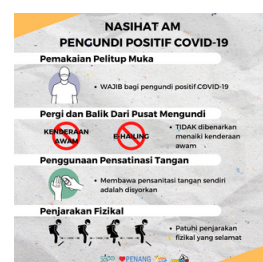 NASIHAT AM
PENGUNDI POSITIF COVID-19
Pemakaian Pelitup Muka
• WAJIB bagi pengundi positif COVID-19
Pergi dan Balik Dari Pusat Mengundi
KENDERAAN
AWAM
E-HAILING
• TIDAK dibenarkan
menaiki kenderaan
awam
Penggunaan Pensatinasi Tangan
• Membawa pensanitasi tangan sendiri
adalah disyorkan
Penjarakan Fizikal
• Patuhi penjarakan
fizikal yang selamat
PENANG